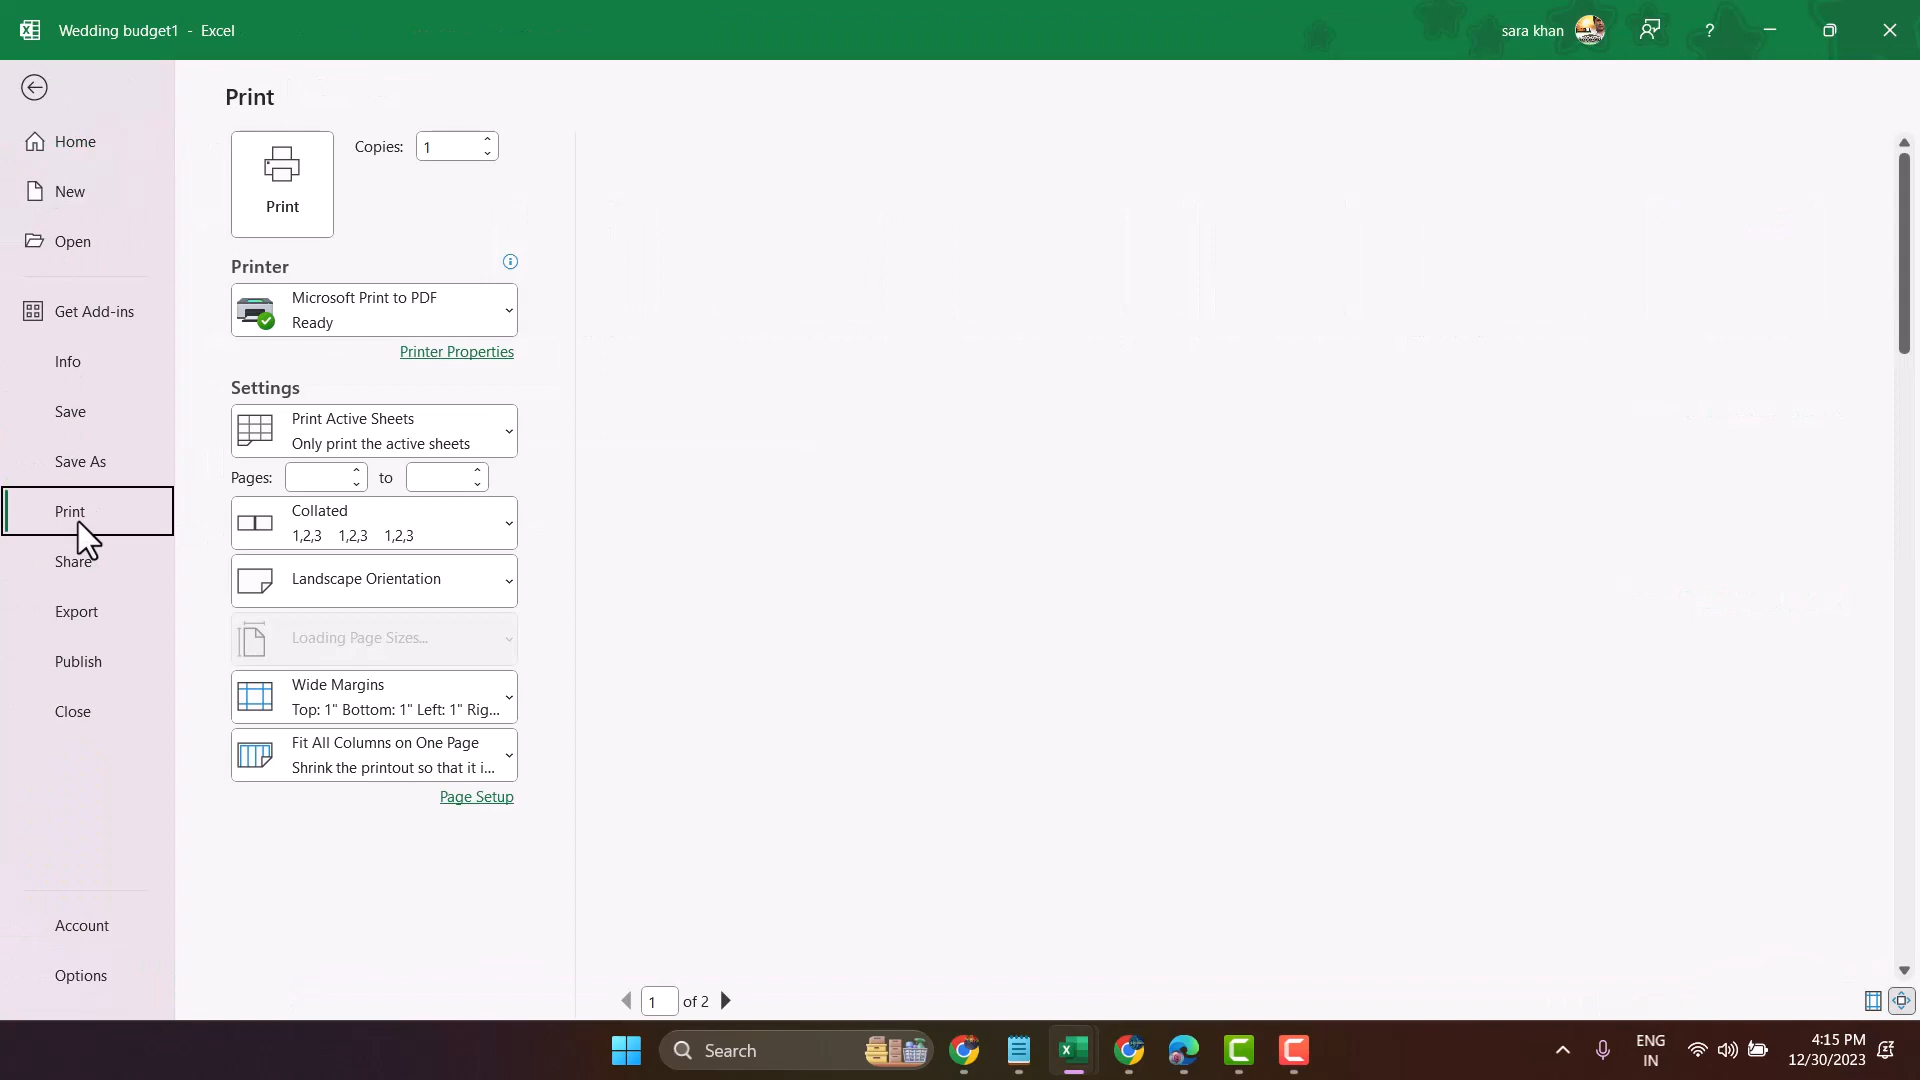 Wedding budget1 - Excel
sara khan
?
Print
Home
New
Open
Get Add-ins
Info
Save
Save As
Print
Share
Export
Publish
Close
Account
Options
Print
Copies: 1
Printer
Microsoft Print to PDF
Ready
Printer Properties
Settings
Print Active Sheets
Only print the active sheets
Pages: to
Collated
1,2,3 1,2,3 1,2,3
Landscape Orientation
Loading Page Sizes...
Wide Margins
Top: 1" Bottom: 1" Left: 1" Rig...
Fit All Columns on One Page
Shrink the printout so that it i...
Page Setup
1 of 2
Search
ENG
IN
4:15 PM
12/30/2023